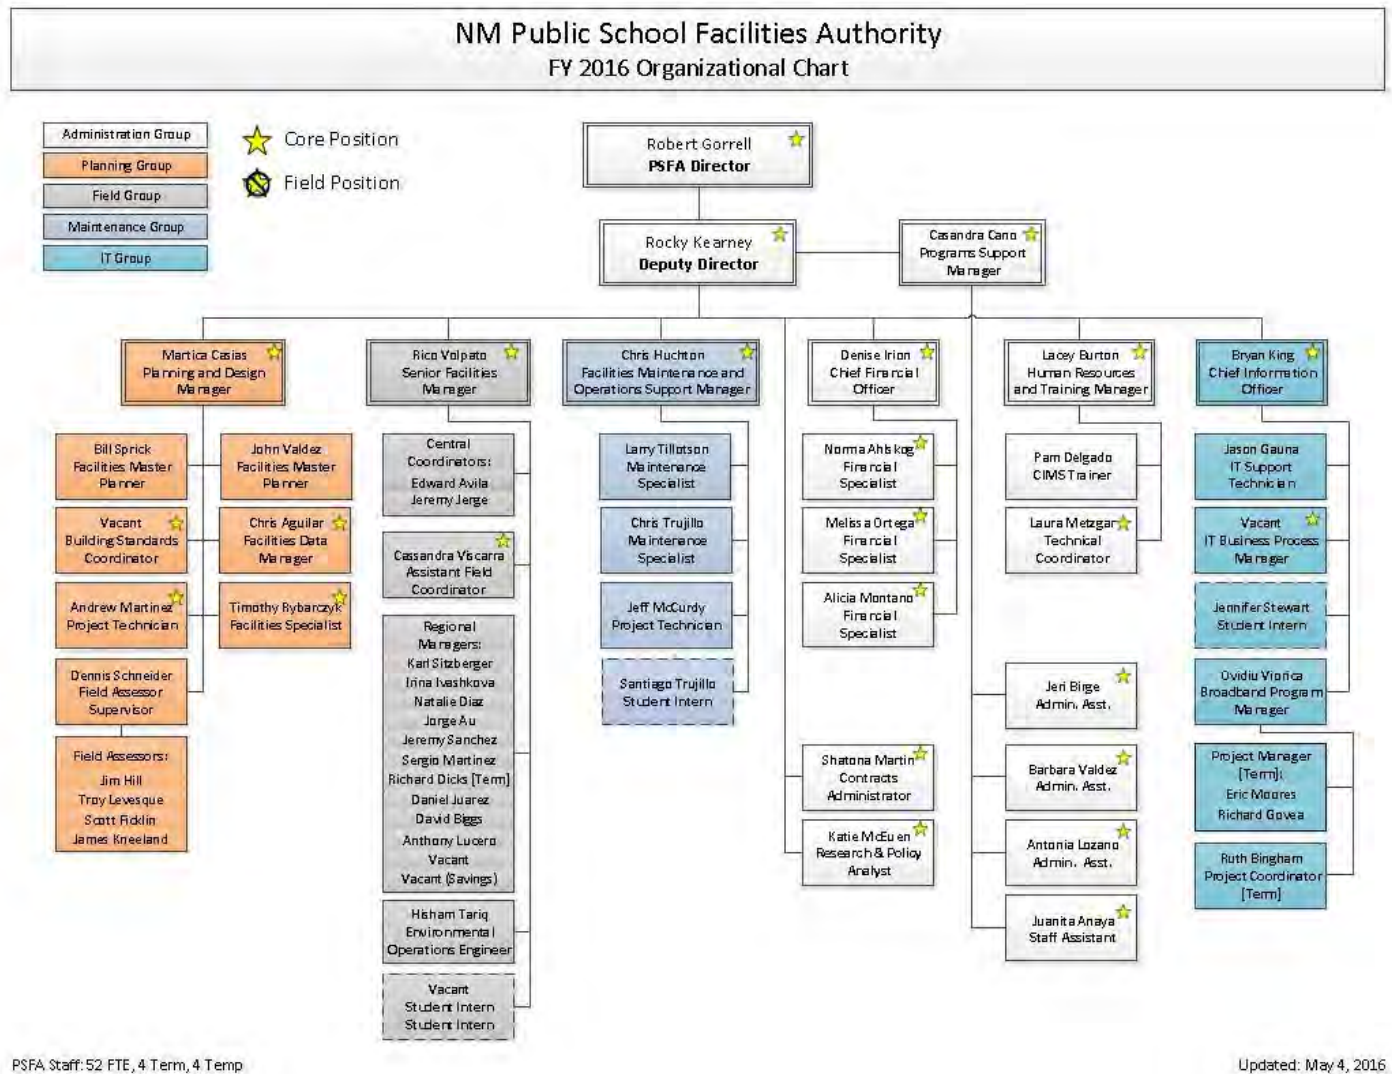 NM Public School Facilities Authority
FY 2016 Organizational Chart
Administration Group
Planning Group
Field Group
Maintenance Group
IT Group
Core Position
Field Position
Robert Gorrell
PSFA Director
Rocky Kearney
Deputy Director
Casandra Cano
Programs Support
Manager
Martica Casias
Planning and Design
Manager
Bill Sprick
Facilities Master
Planner
John Valdez
Facilities Master
Planner
Vacant
Building Standards
Coordinator
Chris Aguilar
Facilities Data
Manager
Andrew Martinez
Project Technician
Timothy Rybarczyk
Facilities Specialist
Dennis Schneider
Field Assessor
Supervisor
Field Assessors:
Jim Hill
Troy Levesque
Scott Ficklin
James Kneeland
Rico Volpato
Senior Facilities
Manager
Central
Coordinators:
Edward Avila
Jeremy Jerge
Cassandra Viscarra
Assistant Field
Coordinator
Regional
Managers:
Karl Sitzberger
Irina Ivashkova
Natalie Diaz
Jorge Au
Jeremy Sanchez
Sergio Martinez
Richard Dicks [Term]
Daniel Juarez
David Biggs
Anthony Lucero
Vacant
Vacant (Savings)
Hisham Tariq
Environmental
Operations Engineer
Vacant
Student Intern
Student Intern
Chris Huchton
Facilities Maintenance and
Operations Support Manager
Larry Tillotson
Maintenance
Specialist
Chris Trujillo
Maintenance
Specialist
Jeff McCurdy
Project Technician
Santiago Trujillo
Student Intern
Denise Irion
Chief Financial
Officer
Norma Ahlskog
Financial
Specialist
Melissa Ortega
Financial
Specialist
Alicia Montano
Financial
Specialist
Shatona Martin
Contracts
Administrator
Katie McEuen
Research & Policy
Analyst
Lacey Burton
Human Resources
and Training Manager
Pam Delgado
CIMS Trainer
Laura Metzgar
Technical
Coordinator
Jeri Birge
Admin. Asst.
Barbara Valdez
Admin. Asst.
Antonia Lozano
Admin. Asst.
Juanita Anaya
Staff Assistant
Bryan King
Chief Information
Officer
Jason Gauna
IT Support
Technician
Vacant
IT Business Process
Manager
Jennifer Stewart
Student Intern
Ovidiu Viorica
Broadband Program
Manager
Project Manager
[Term]:
Eric Moores
Richard Govea
Ruth Bingham
Project Coordinator
[Term]
PSFA Staff: 52 FTE, 4 Term, 4 Temp
Updated: May 4, 2016